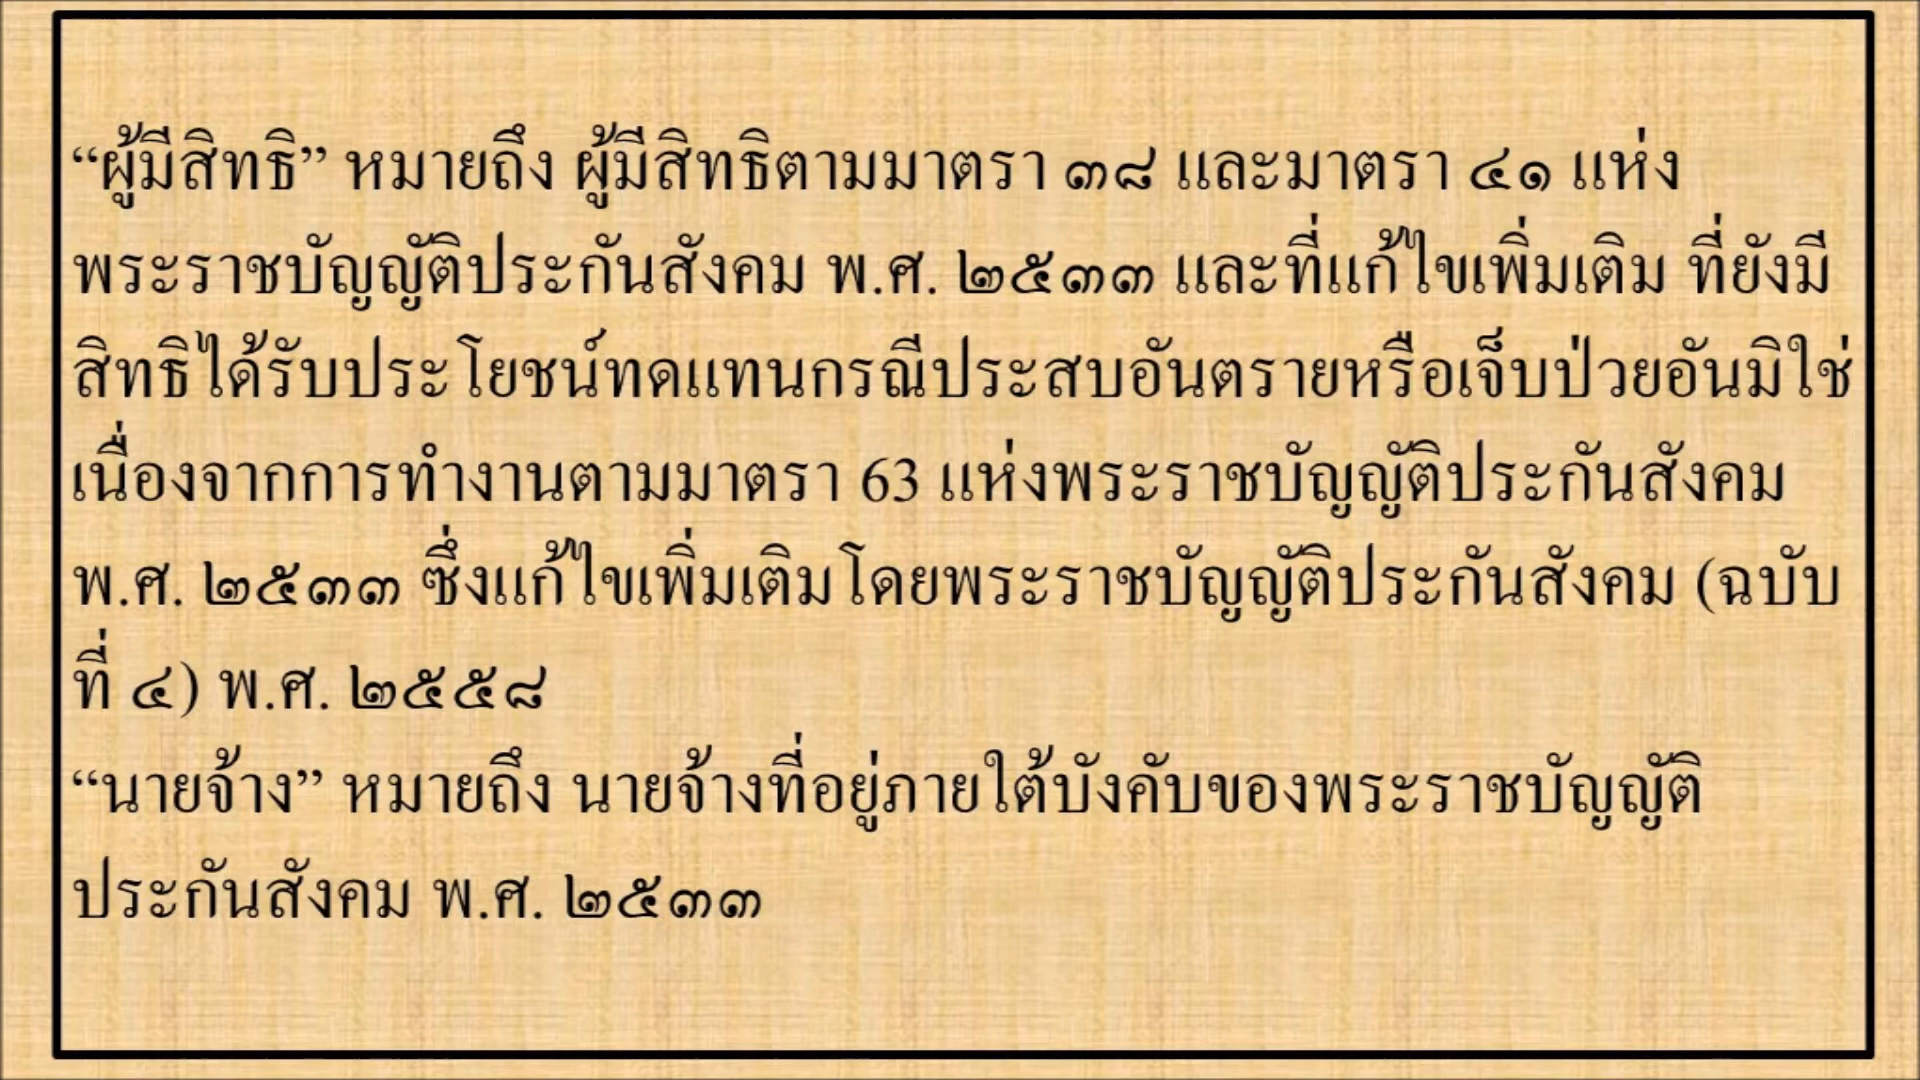 “ผู้มีสิทธิ” หมายถึง ผู้มีสิทธิตามมาตรา ๓๘ และมาตรา ๔๑ แห่ง
พระราชบัญญัติประกันสังคม พ.ศ. ๒๕๓๓ และที่แก้ไขเพิ่มเติม ที่ยังมี
สิทธิได้รับประโยชน์ทดแทนกรณีประสบอันตรายหรือเจ็บป่วยอันมิใช่
เนื่องจากการทำงานตามมาตรา 63 แห่งพระราชบัญญัติประกันสังคม
พ.ศ. ๒๕๓๓ ซึ่งแก้ไขเพิ่มเติมโดยพระราชบัญญัติประกันสังคม (ฉบับ
ที่ ๔) พ.ศ. ๒๕๕๘
“นายจ้าง” หมายถึง นายจ้างที่อยู่ภายใต้บังคับของพระราชบัญญัติ
ประกันสังคม พ.ศ. ๒๕๓๓